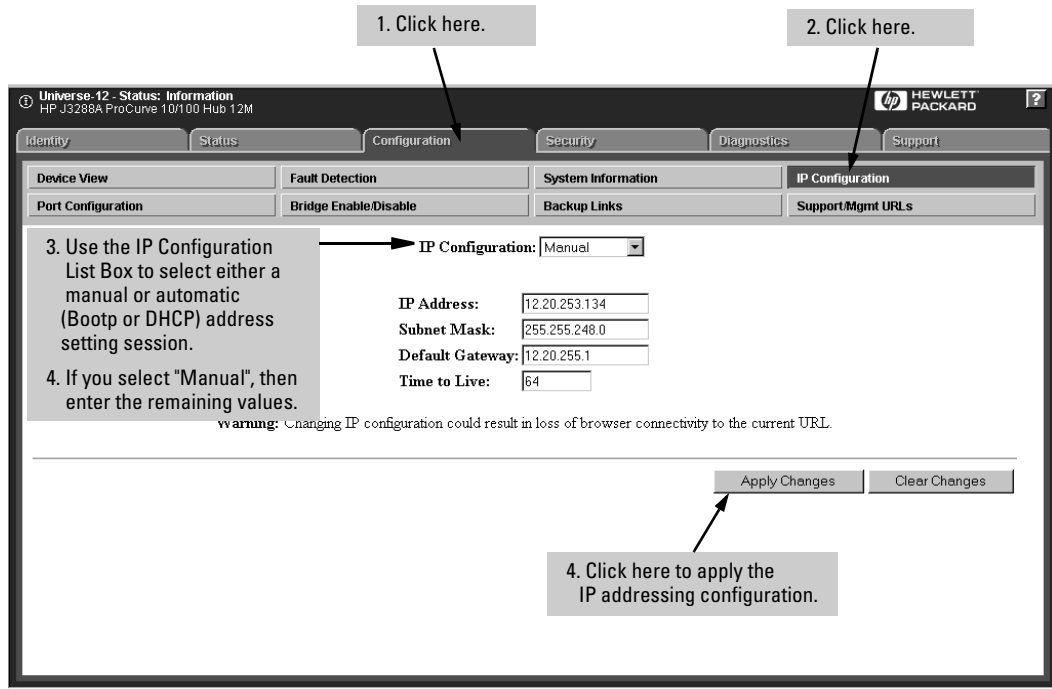 1. Click here.
2. Click here.
Universe-12 - Status: Information
HP J3288A ProCurve 10/100 Hub 12M
hp HEWLETT
PACKARD
?
Identity
Status
Configuration
Security
Diagnostics
Support
Device View
Fault Detection
System Information
IP Configuration
Port Configuration
Bridge Enable/Disable
Backup Links
Support/Mgmt URLs
3. Use the IP Configuration
List Box to select either a
manual or automatic
(Bootp or DHCP) address
setting session.
4. If you select "Manual", then
enter the remaining values.
IP Configuration: Manual
IP Address: 12.20.253.134
Subnet Mask: 255.255.248.0
Default Gateway: 12.20.255.1
Time to Live: 64
Warning: Changing IP configuration could result in loss of browser connectivity to the current URL.
Apply Changes
Clear Changes
4. Click here to apply the
IP addressing configuration.